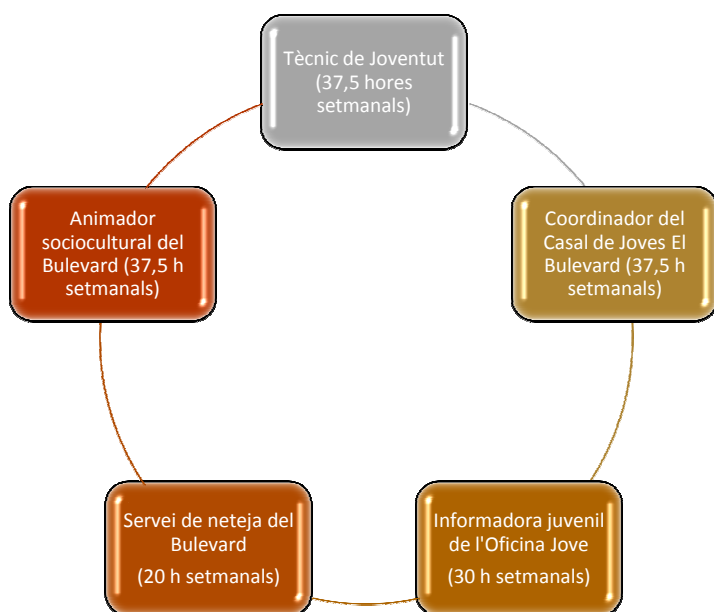 Tècnic de Joventut
(37,5 hores
setmanals)
Coordinador del
Casal de Joves El
Bulevard (37,5 h
setmanals)
Informadora juvenil
de l'Oficina Jove
(30 h setmanals)
Servei de neteja del
Bulevard
(20 h setmanals)
Animador
sociocultural del
Bulevard (37,5 h
setmanals)